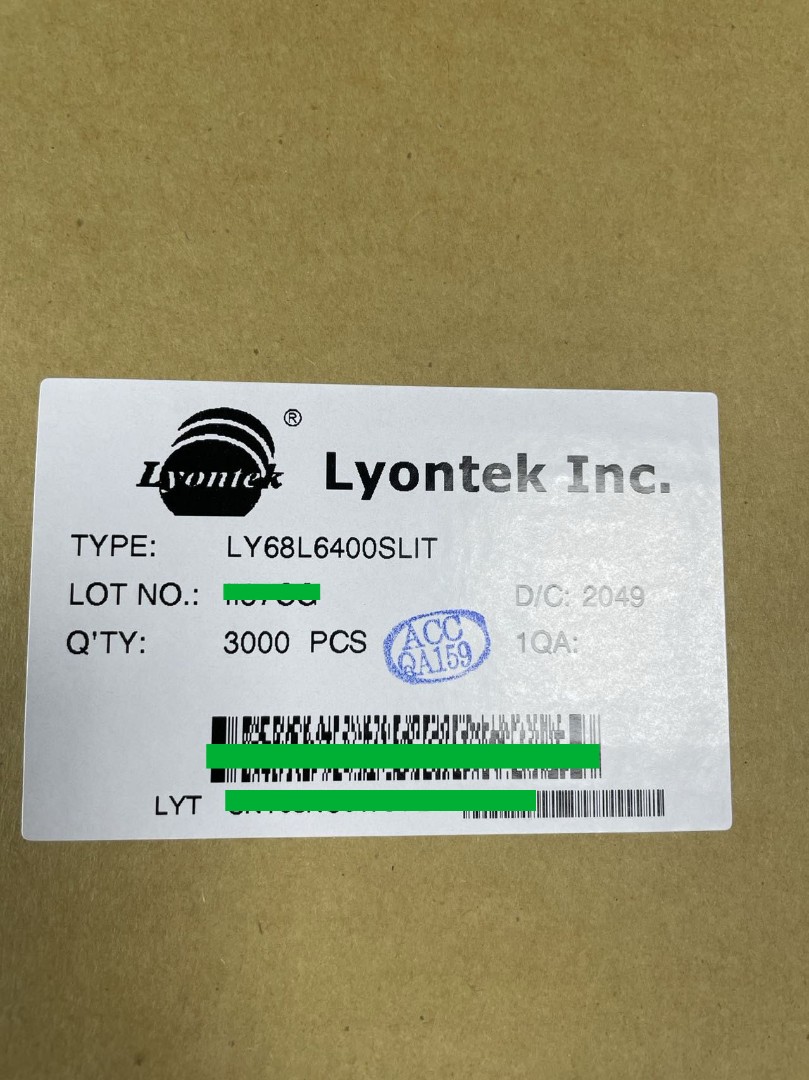 Lyontek ®
Lyontek Inc.
TYPE: LY68L6400SLIT
LOT NO.: D/C: 2049
Q'TY: 3000 PCS 1QA:
ACC
QA159
LYT